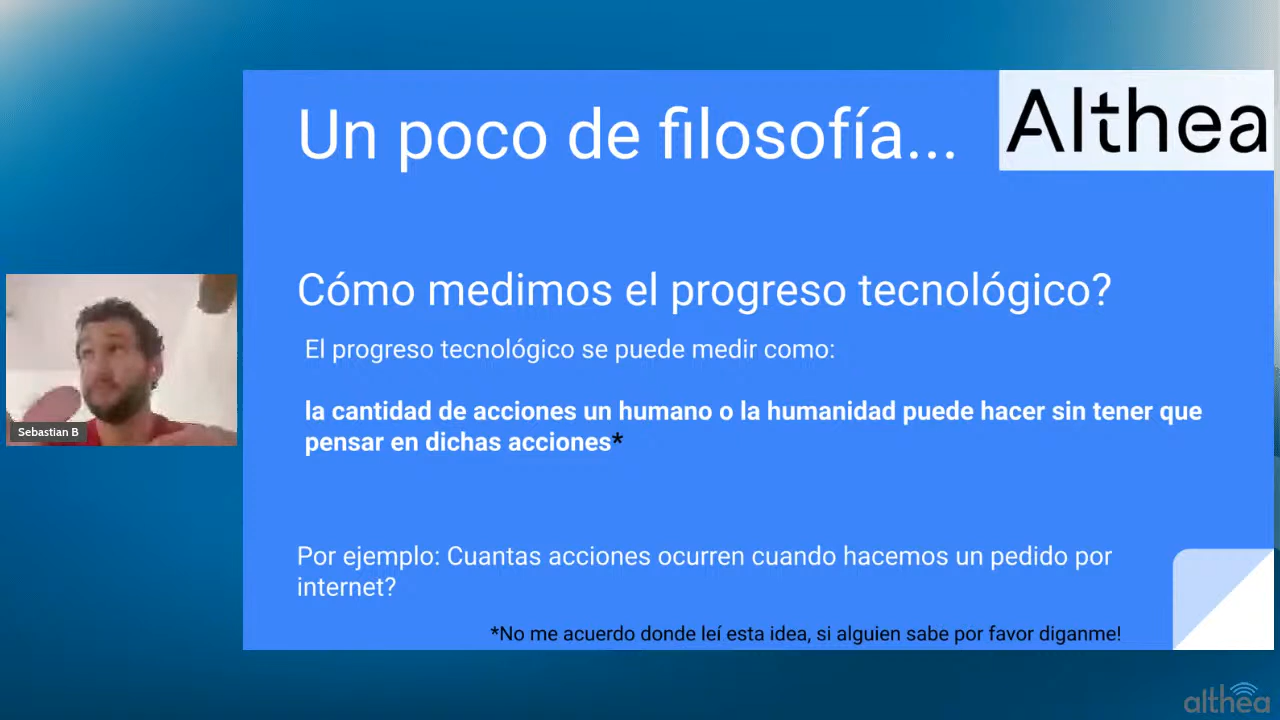 Un poco de filosofía...
Althea
Cómo medimos el progreso tecnológico?
El progreso tecnológico se puede medir como:
la cantidad de acciones un humano o la humanidad puede hacer sin tener que
pensar en dichas acciones*
Por ejemplo: Cuantas acciones ocurren cuando hacemos un pedido por
internet?
*No me acuerdo donde leí esta idea, si alguien sabe por favor diganme!
Sebastian B
althea